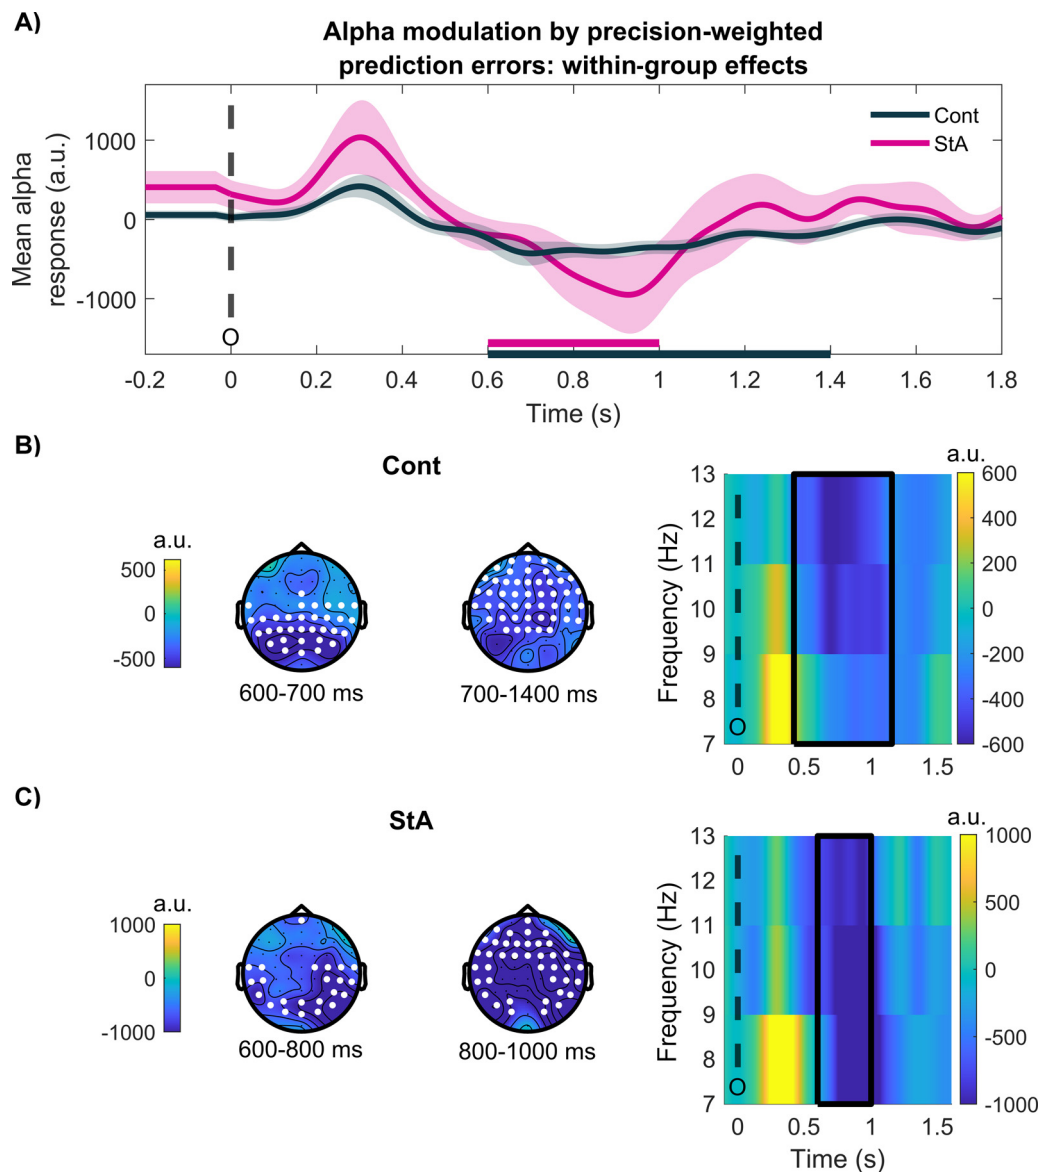 A)
Alpha modulation by precision-weighted
prediction errors: within-group effects
Mean alpha
response (a.u.)
1000
0
-1000
Cont
StA
O
-0.2 0 0.2 0.4 0.6 0.8 1 1.2 1.4 1.6 1.8
Time (s)
B)
Cont
a.u.
500
0
-500
600-700 ms
700-1400 ms
Frequency (Hz)
13
12
11
10
9
8
7
O
0 0.5 1 1.5
a.u.
600
400
200
0
-200
-400
-600
C)
StA
a.u.
1000
0
-1000
600-800 ms
800-1000 ms
Frequency (Hz)
13
12
11
10
9
8
7
O
0 0.5 1 1.5
Time (s)
a.u.
1000
500
0
-500
-1000